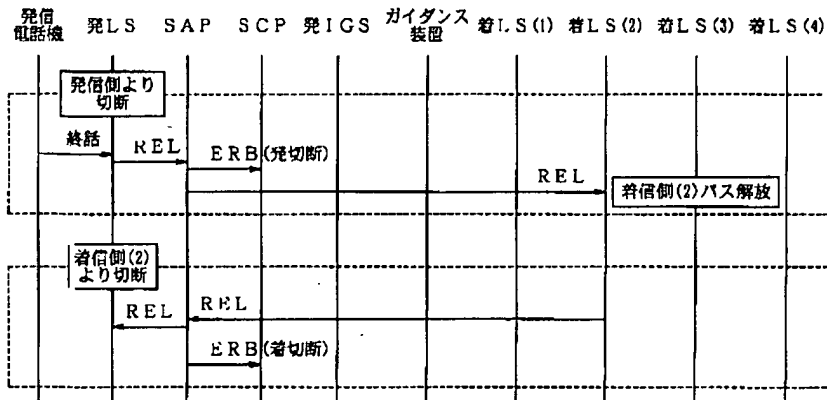 発信
電話機
発LS
SAP
SCP
発IGS
ガイダンス
装置
着LS(1)
着LS(2)
着LS(3)
着LS(4)
発信側より
切断
終話
REL
ERB(発切断)
REL
着信側(2)パス解放
着信側(2)
より切断
REL
REL
ERB(着切断)